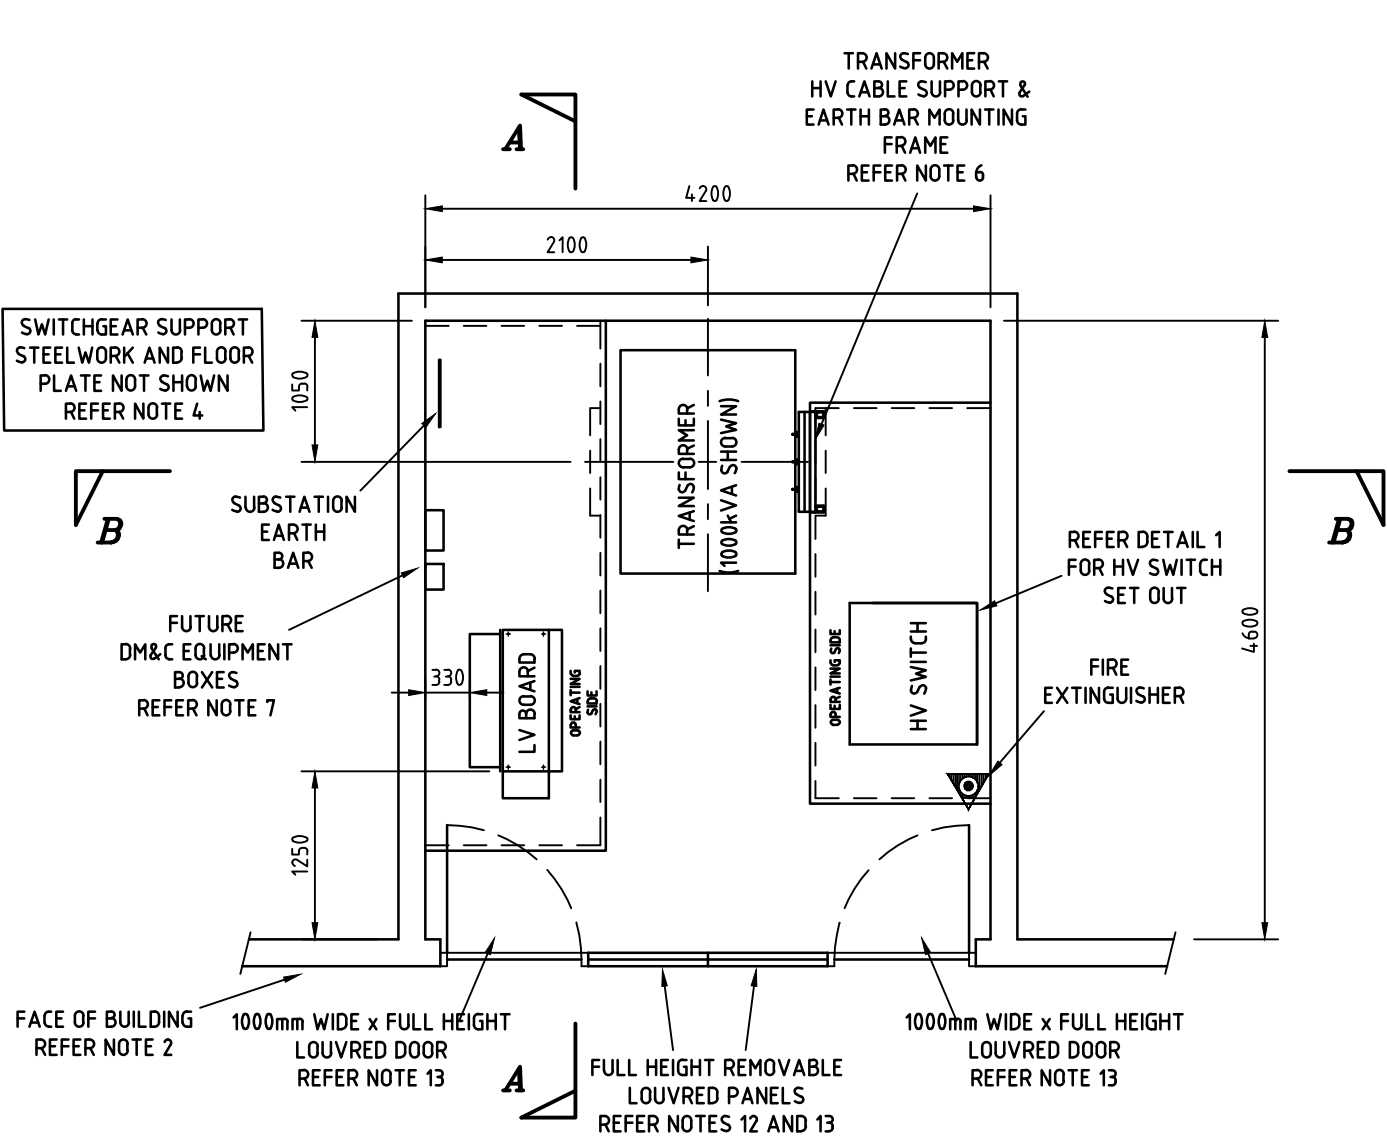 TRANSFORMER
HV CABLE SUPPORT &
EARTH BAR MOUNTING
FRAME
REFER NOTE 6
A
4200
2100
SWITCHGEAR SUPPORT
STEELWORK AND FLOOR
PLATE NOT SHOWN
REFER NOTE 4
1050
TRANSFORMER
(1000kVA SHOWN)
B
B
SUBSTATION
EARTH
BAR
REFER DETAIL 1
FOR HV SWITCH
SET OUT
FUTURE
DM&C EQUIPMENT
BOXES
REFER NOTE 7
330
LV BOARD
OPERATING
SIDE
OPERATING SIDE
HV SWITCH
4600
FIRE
EXTINGUISHER
1250
FACE OF BUILDING
REFER NOTE 2
1000mm WIDE x FULL HEIGHT
LOUVRED DOOR
REFER NOTE 13
A
FULL HEIGHT REMOVABLE
LOUVRED PANELS
REFER NOTES 12 AND 13
1000mm WIDE x FULL HEIGHT
LOUVRED DOOR
REFER NOTE 13